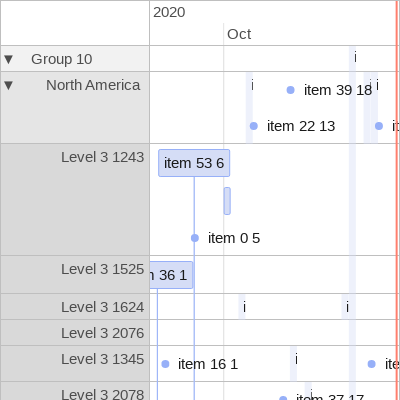 2020
Oct
▼ Group 10 i
▼ North America i item 39 18 i
item 22 13
Level 3 1243 item 53 6
item 0 5
Level 3 1525 36 1
Level 3 1624 i i
Level 3 2076
Level 3 1345 item 16 1 i
Level 3 2078 i item 37 17